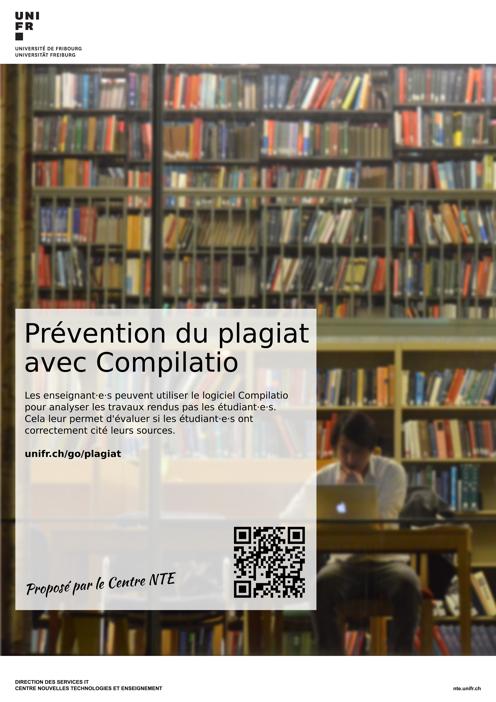 UNI
FR
UNIVERSITÉ DE FRIBOURG
UNIVERSITÄT FREIBURG
Prévention du plagiat
avec Compilatio
Les enseignant·e·s peuvent utiliser le logiciel Compilatio
pour analyser les travaux rendus pas les étudiant·e·s.
Cela leur permet d'évaluer si les étudiant·e·s ont
correctement cité leurs sources.
unifr.ch/go/plagiat
Proposé par le Centre NTE
DIRECTION DES SERVICES IT
CENTRE NOUVELLES TECHNOLOGIES ET ENSEIGNEMENT
nte.unifr.ch